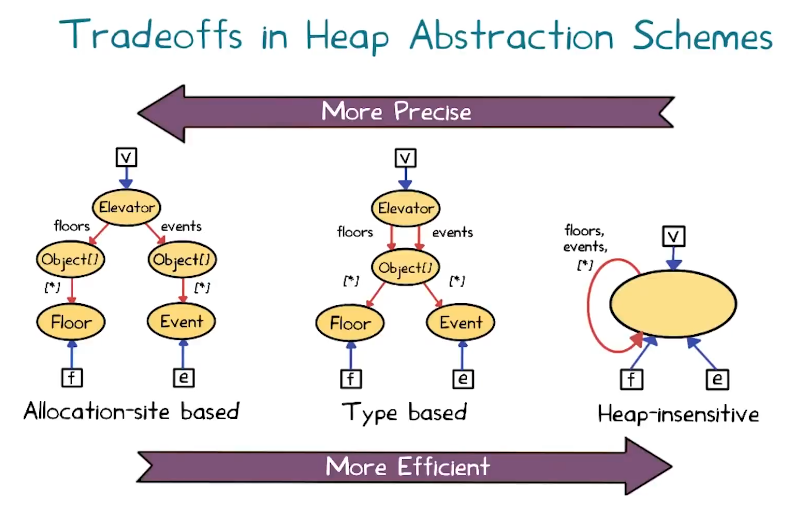 Tradeoffs in Heap Abstraction Schemes
More Precise
v
Elevator
floors
events
Object[]
Object[]
[*]
[*]
Floor
Event
f
e
Allocation-site based
v
Elevator
floors
events
Object[]
[*]
[*]
Floor
Event
f
e
Type based
floors,
events,
[*]
v
f
e
Heap-insensitive
More Efficient